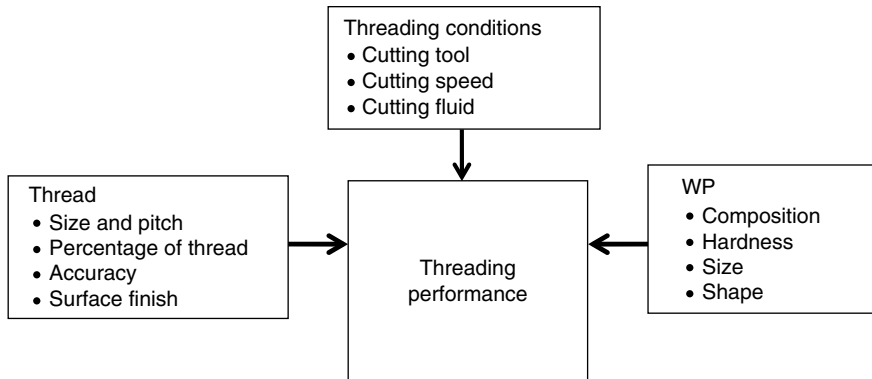 Threading conditions
• Cutting tool
• Cutting speed
• Cutting fluid
Thread
• Size and pitch
• Percentage of thread
• Accuracy
• Surface finish
Threading
performance
WP
• Composition
• Hardness
• Size
• Shape